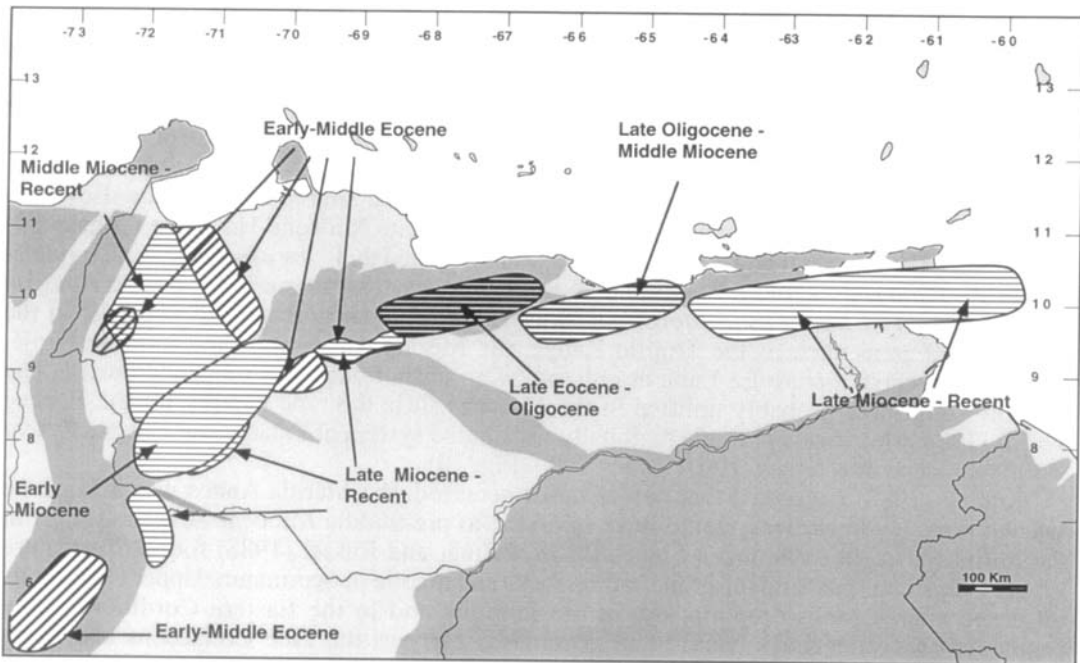 -73 -72 -71 -70 -69 -68 -67 -66 -65 -64 -63 -62 -61 -60
13 13
Early-Middle Eocene
Late Oligocene -
Middle Miocene
12 12
Middle Miocene -
Recent
11 11
10 10
9 9
Late Eocene -
Oligocene
Late Miocene - Recent
8 8
Early
Miocene
Late Miocene -
Recent
100 Km
6
Early-Middle Eocene